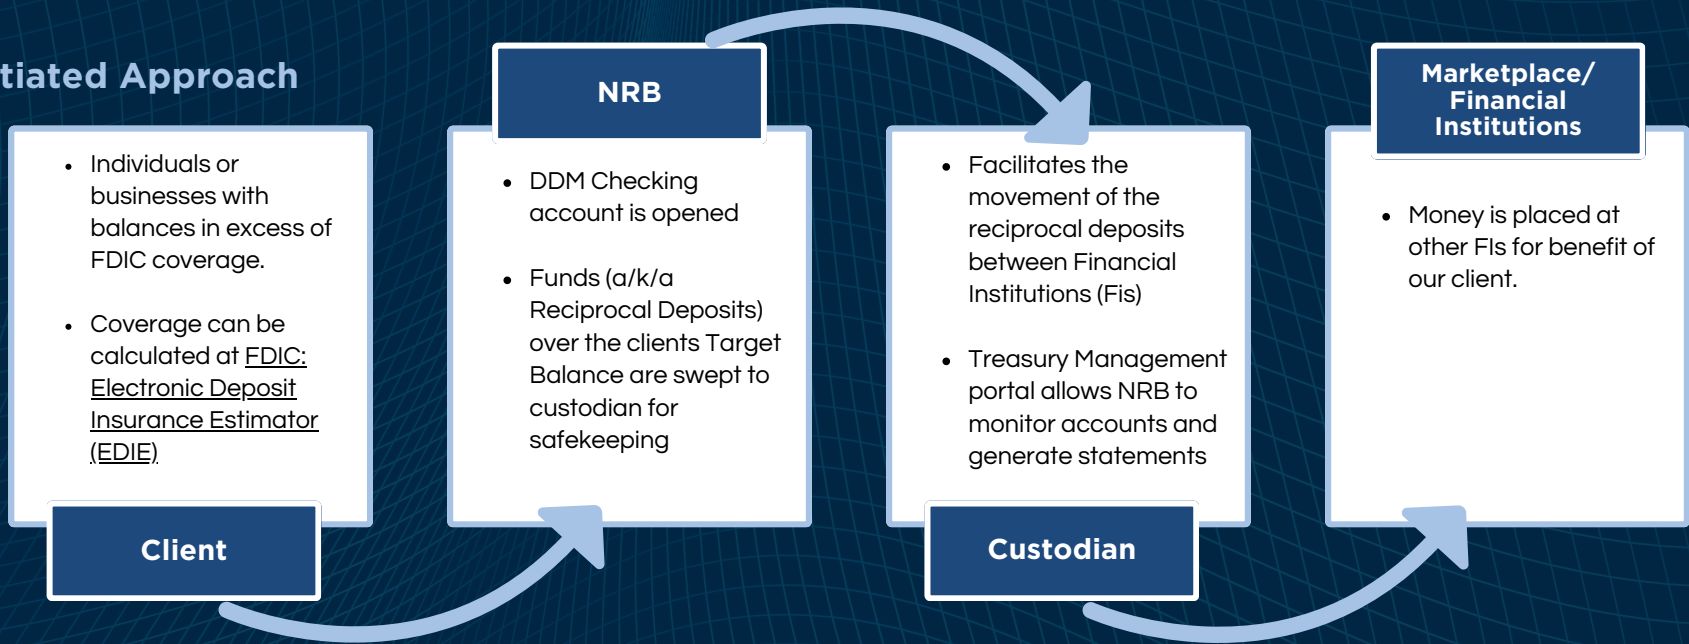 tiated Approach
• Individuals or
businesses with
balances in excess of
FDIC coverage.
• Coverage can be
calculated at FDIC:
Electronic Deposit
Insurance Estimator
(EDIE)
Client
NRB
• DDM Checking
account is opened
• Funds (a/k/a
Reciprocal Deposits)
over the clients Target
Balance are swept to
custodian for
safekeeping
• Facilitates the
movement of the
reciprocal deposits
between Financial
Institutions (Fis)
• Treasury Management
portal allows NRB to
monitor accounts and
generate statements
Custodian
Marketplace/
Financial
Institutions
• Money is placed at
other FIs for benefit of
our client.